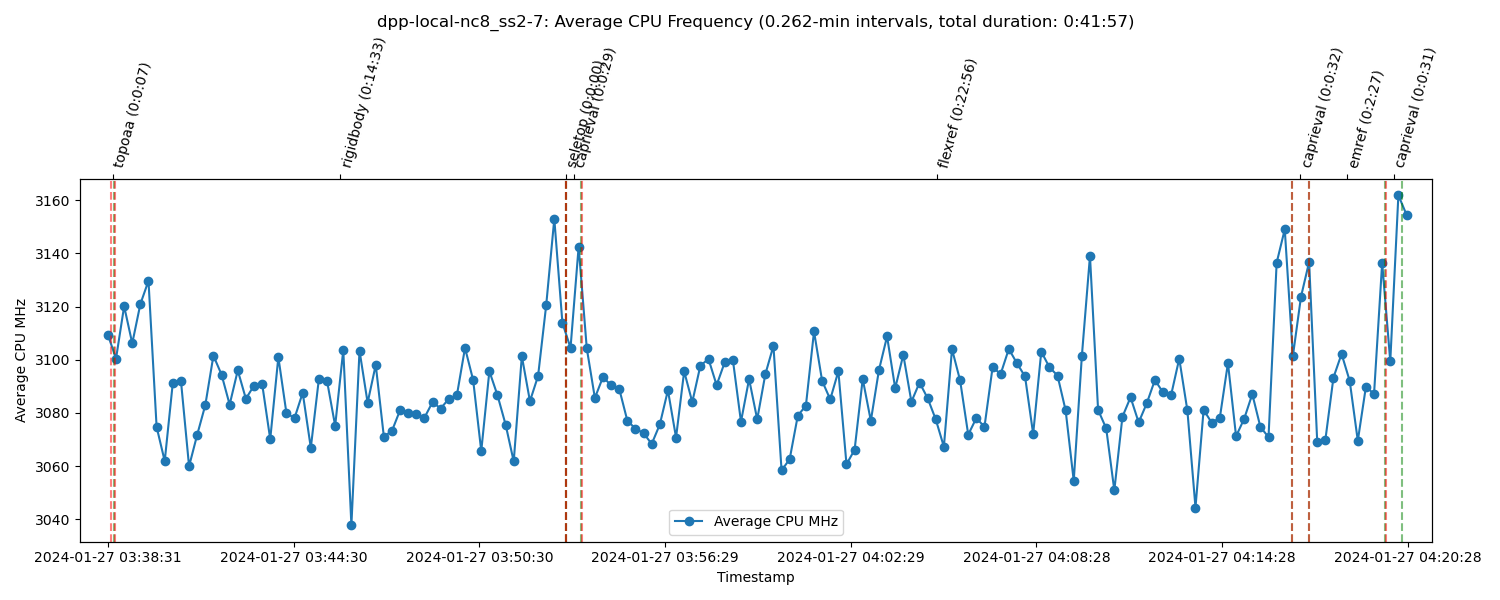 dpp-local-nc8_ss2-7: Average CPU Frequency (0.262-min intervals, total duration: 0:41:57)
topoaa (0:0:07)
rigidbody (0:14:33)
seletop (0:0:00)
caprieval (0:0:29)
flexref (0:22:56)
caprieval (0:0:32)
emref (0:2:27)
caprieval (0:0:31)
Average CPU MHz
3160
3140
3120
3100
3080
3060
3040
Average CPU MHz
2024-01-27 03:38:31
2024-01-27 03:44:30
2024-01-27 03:50:30
2024-01-27 03:56:29
2024-01-27 04:02:29
2024-01-27 04:08:28
2024-01-27 04:14:28
2024-01-27 04:20:28
Timestamp